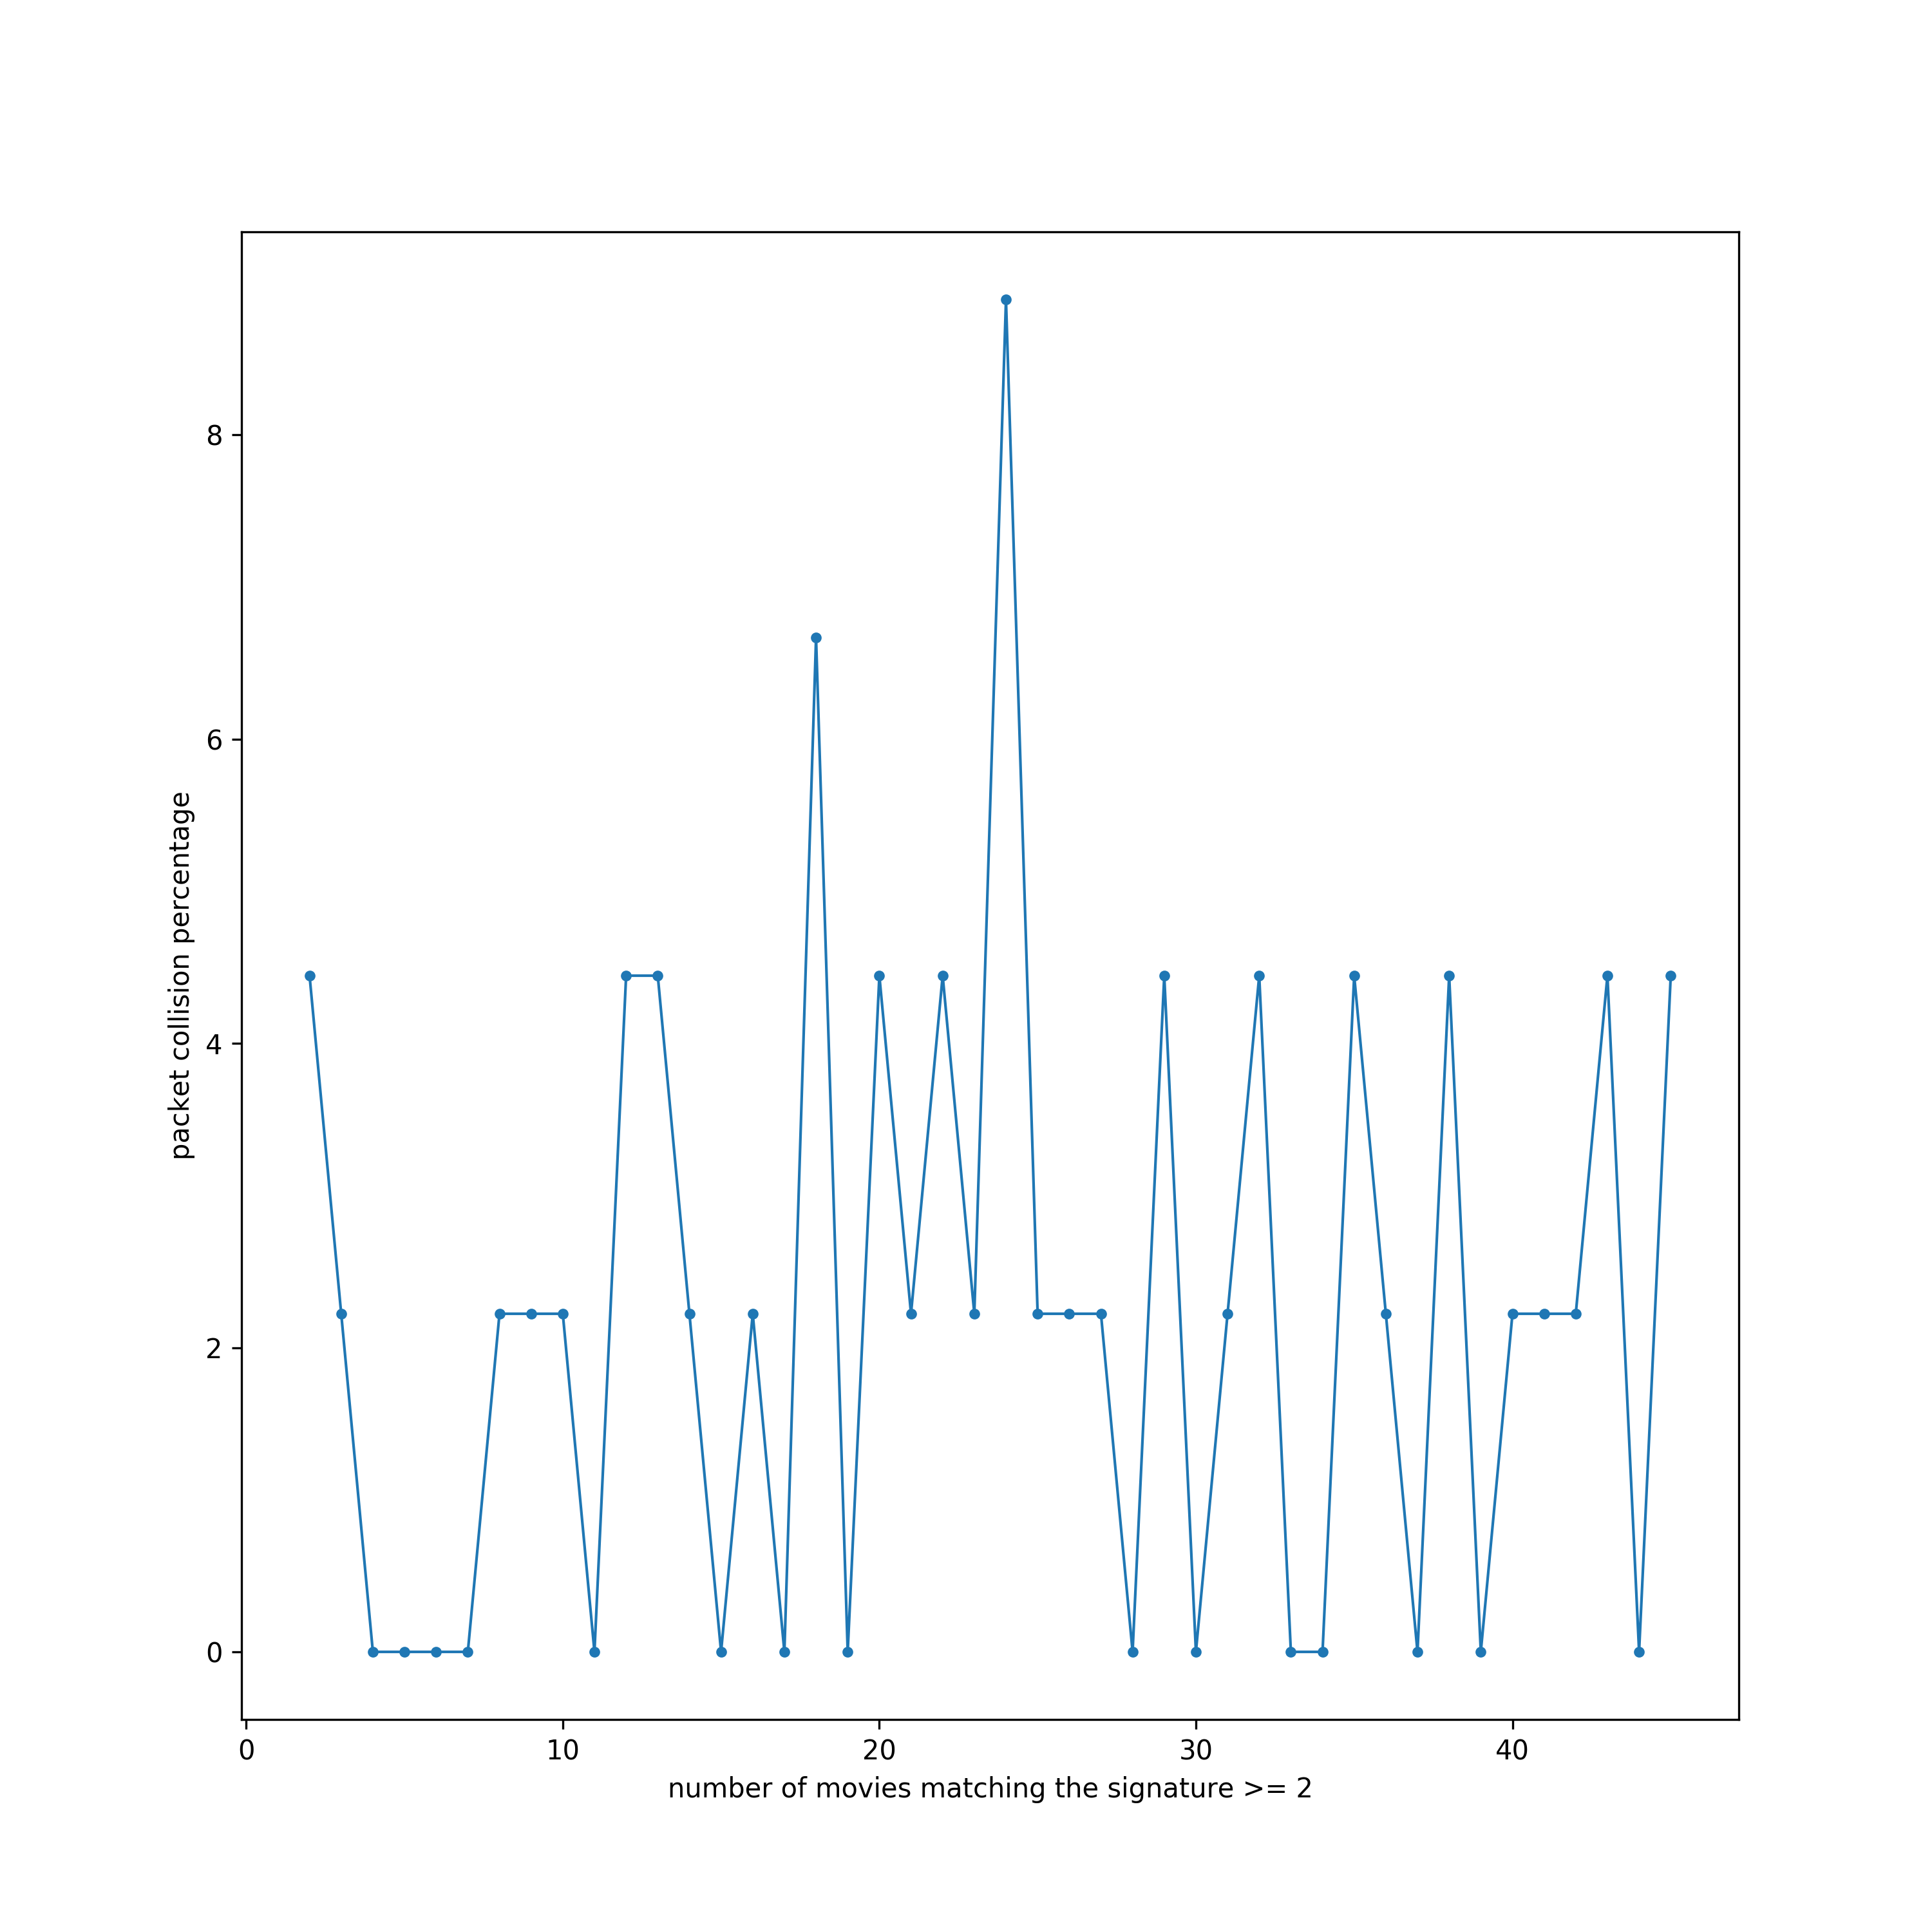 8
6
4
2
0
packet collision percentage
0 10 20 30 40
number of movies matching the signature >= 2